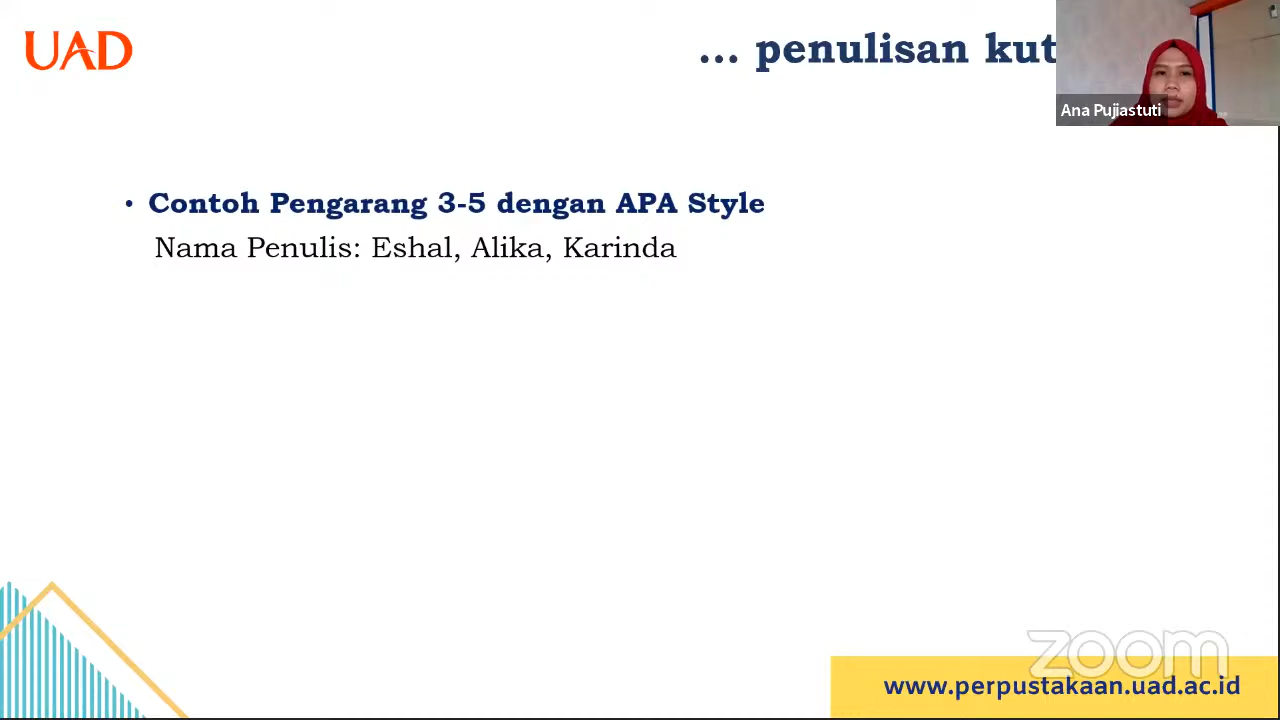 UAD
... penulisan kut
Ana Pujiastuti
• Contoh Pengarang 3-5 dengan APA Style
Nama Penulis: Eshal, Alika, Karinda
zoom
www.perpustakaan.uad.ac.id